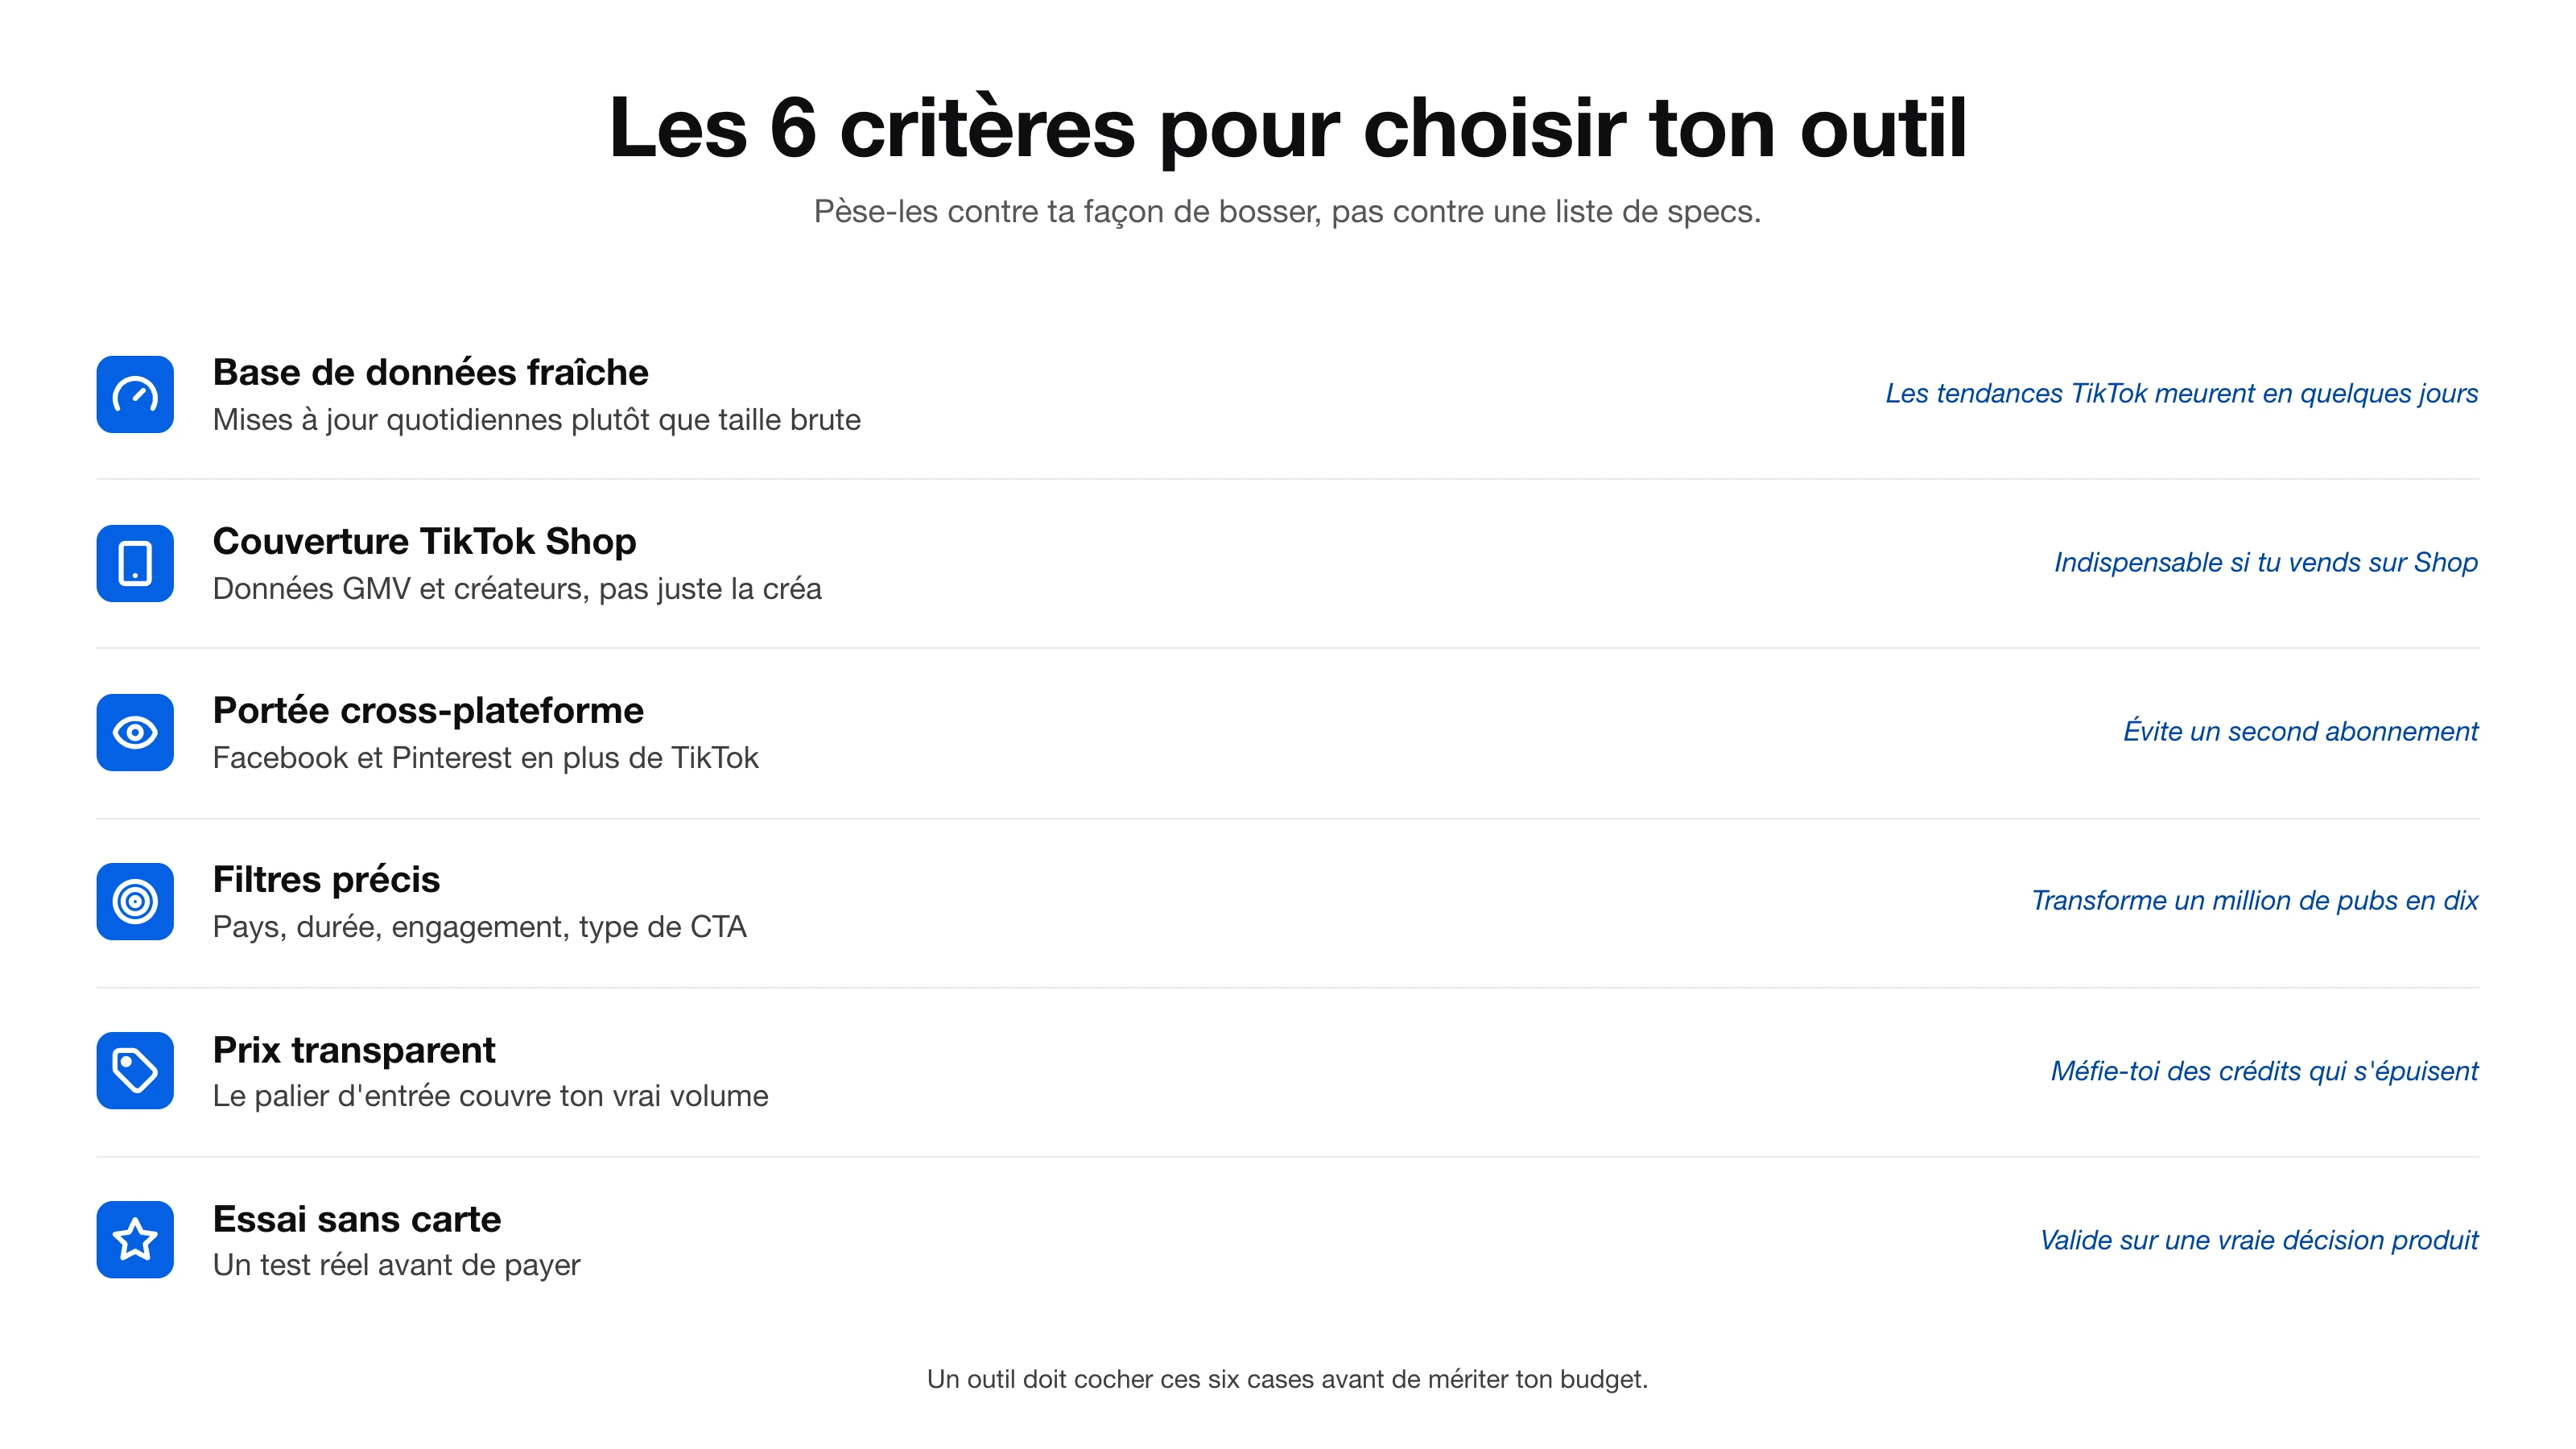 Les 6 critères pour choisir ton outil
Pèse-les contre ta façon de bosser, pas contre une liste de specs.
Base de données fraîche
Mises à jour quotidiennes plutôt que taille brute
Les tendances TikTok meurent en quelques jours
Couverture TikTok Shop
Données GMV et créateurs, pas juste la créa
Indispensable si tu vends sur Shop
Portée cross-plateforme
Facebook et Pinterest en plus de TikTok
Évite un second abonnement
Filtres précis
Pays, durée, engagement, type de CTA
Transforme un million de pubs en dix
Prix transparent
Le palier d'entrée couvre ton vrai volume
Méfie-toi des crédits qui s'épuisent
Essai sans carte
Un test réel avant de payer
Valide sur une vraie décision produit
Un outil doit cocher ces six cases avant de mériter ton budget.